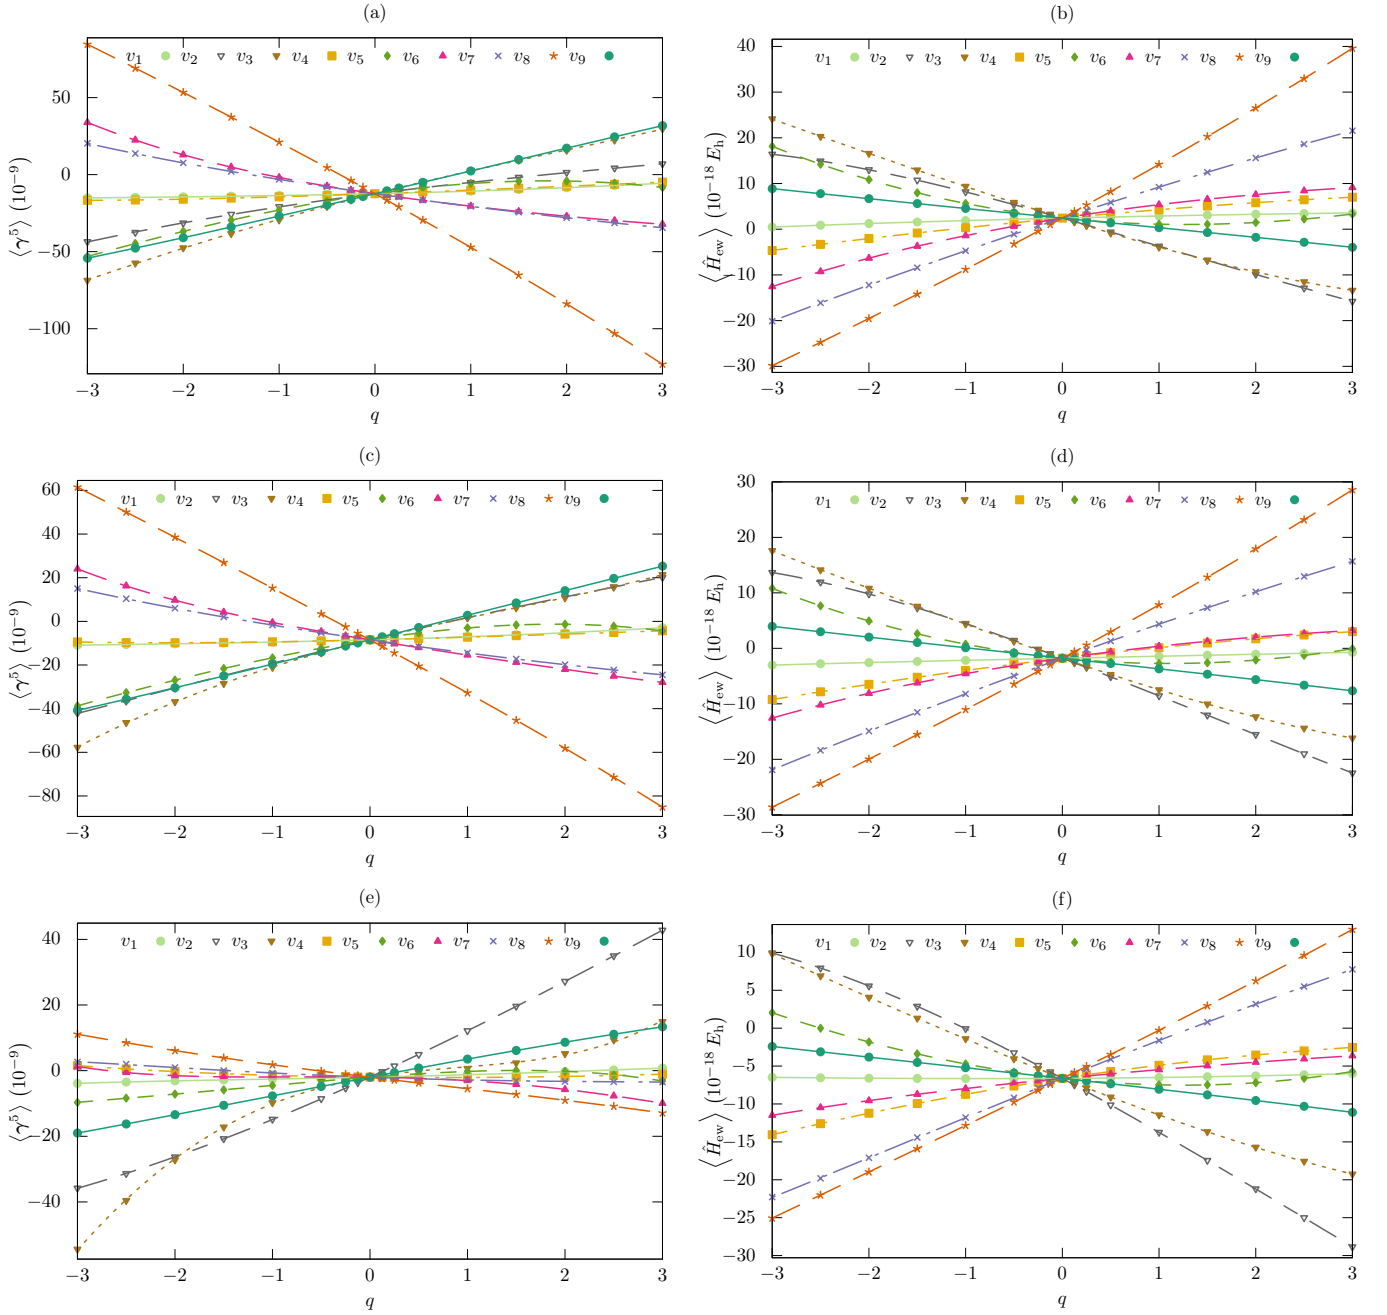 (a)
v₁ v₂ v₃ v₄ v₅ v₆ v₇ v₈ v₉
50
0
−50
−100
⟨γ⁵⟩ (10⁻⁹)
−3 −2 −1 0 1 2 3
q
(b)
v₁ v₂ v₃ v₄ v₅ v₆ v₇ v₈ v₉
40
30
20
10
0
−10
−20
−30
⟨Ĥ_ew⟩ (10⁻¹⁸ E_h)
−3 −2 −1 0 1 2 3
q
(c)
v₁ v₂ v₃ v₄ v₅ v₆ v₇ v₈ v₉
60
40
20
0
−20
−40
−60
−80
⟨γ⁵⟩ (10⁻⁹)
−3 −2 −1 0 1 2 3
q
(d)
v₁ v₂ v₃ v₄ v₅ v₆ v₇ v₈ v₉
30
20
10
0
−10
−20
−30
⟨Ĥ_ew⟩ (10⁻¹⁸ E_h)
−3 −2 −1 0 1 2 3
q
(e)
v₁ v₂ v₃ v₄ v₅ v₆ v₇ v₈ v₉
40
20
0
−20
−40
⟨γ⁵⟩ (10⁻⁹)
−3 −2 −1 0 1 2 3
q
(f)
v₁ v₂ v₃ v₄ v₅ v₆ v₇ v₈ v₉
10
5
0
−5
−10
−15
−20
−25
−30
⟨Ĥ_ew⟩ (10⁻¹⁸ E_h)
−3 −2 −1 0 1 2 3
q